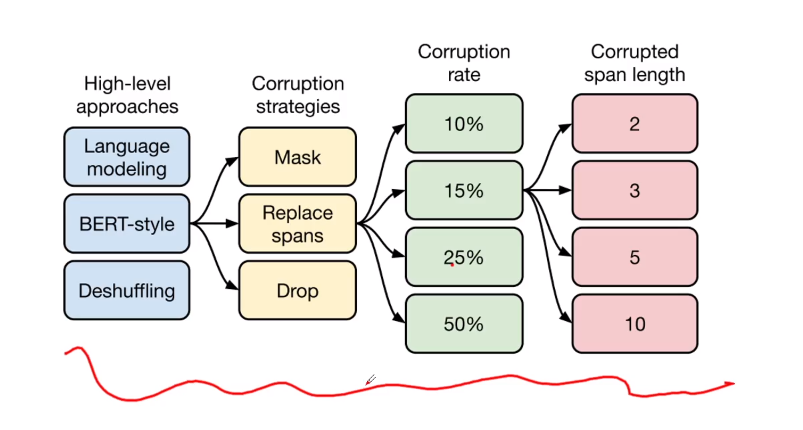 High-level
approaches
Language
modeling
BERT-style
Deshuffling
Corruption
strategies
Mask
Replace
spans
Drop
Corruption
rate
10%
15%
25%
50%
Corrupted
span length
2
3
5
10